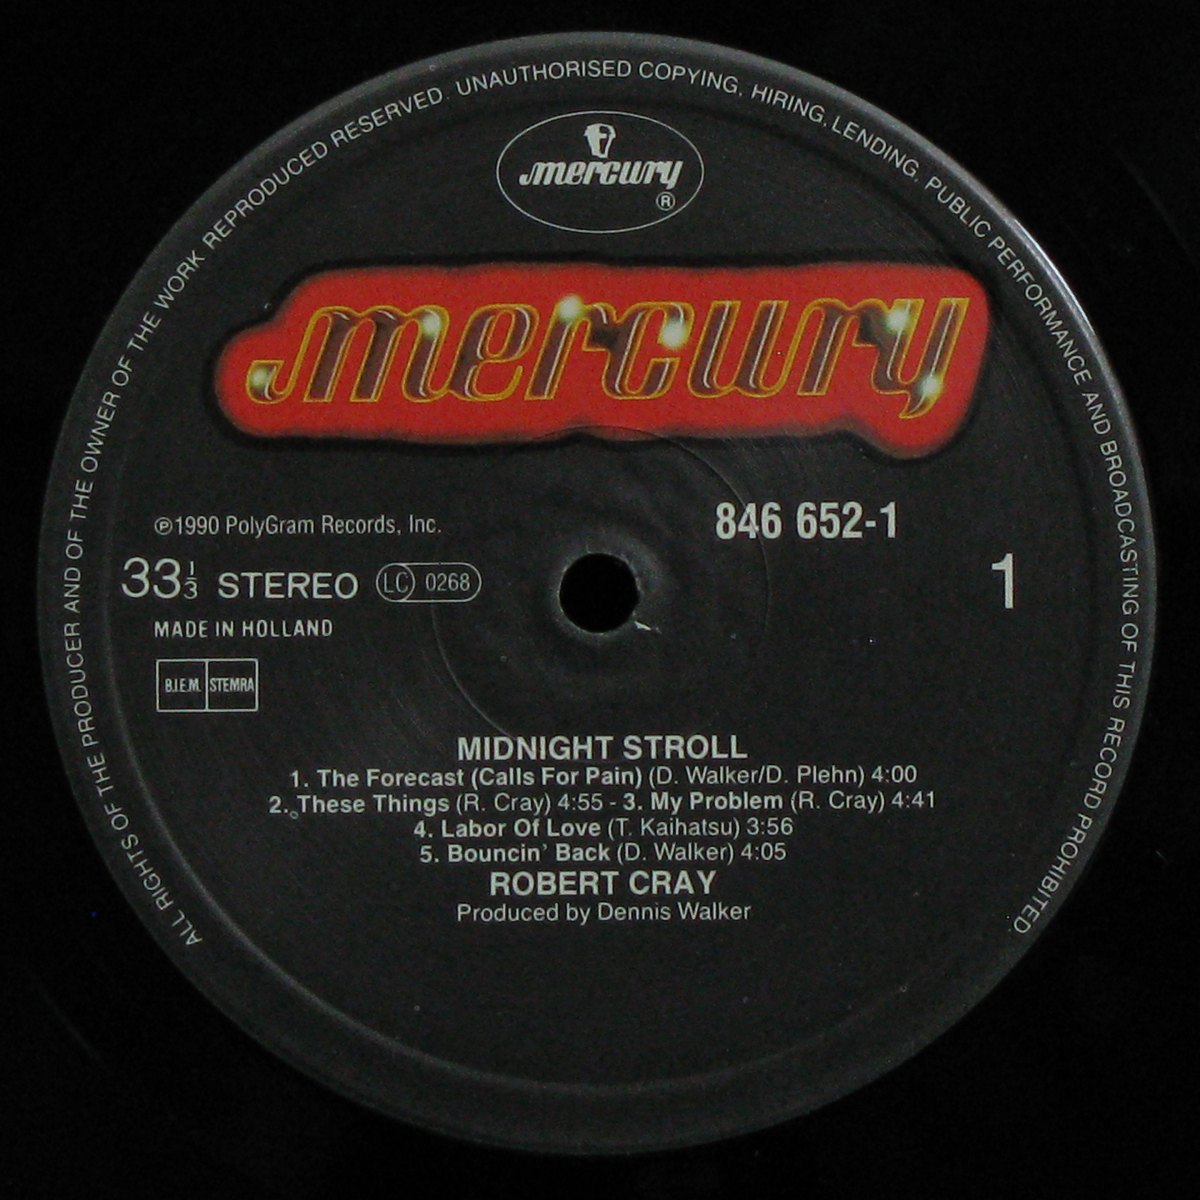 ALL RIGHTS OF THE PRODUCER AND OF THE OWNER OF THE WORK REPRODUCED RESERVED. UNAUTHORISED COPYING, HIRING, LENDING, PUBLIC PERFORMANCE AND BROADCASTING OF THIS RECORD PROHIBITED.
mercury
®
mercury
℗1990 PolyGram Records, Inc.
846 652-1
33⅓ STEREO LC 0268
1
MADE IN HOLLAND
B.I.E.M. STEMRA
MIDNIGHT STROLL
1. The Forecast (Calls For Pain) (D. Walker/D. Plehn) 4:00
2. These Things (R. Cray) 4:55 - 3. My Problem (R. Cray) 4:41
4. Labor Of Love (T. Kaihatsu) 3:56
5. Bouncin' Back (D. Walker) 4:05
ROBERT CRAY
Produced by Dennis Walker